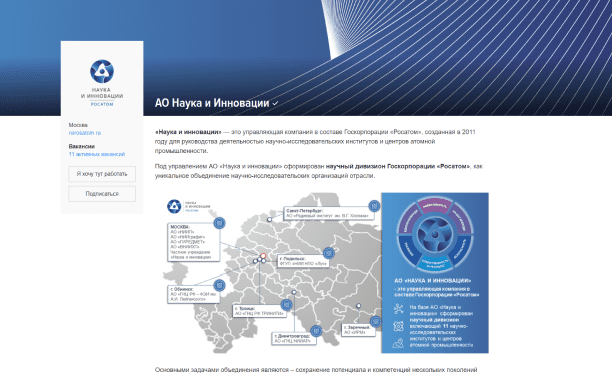 НАУКА
И ИННОВАЦИИ
РОСАТОМ
Москва
niirosatom.ru
Вакансии
11 активных вакансий
Я хочу тут работать
Подписаться
АО Наука и Инновации
«Наука и инновации» — это управляющая компания в составе Госкорпорации «Росатом», созданная в 2011
году для руководства деятельностью научно-исследовательских институтов и центров атомной
промышленности.
Под управлением АО «Наука и инновации» сформирован научный дивизион Госкорпорации «Росатом», как
уникальное объединение научно-исследовательских организаций отрасли.
НАУКА
И ИННОВАЦИИ
РОСАТОМ
Санкт-Петербург:
АО «Радиевый институт им. В.Г. Хлопина»
МОСКВА:
АО «НИИграфит»
АО «ГИРЕДМЕТ»
АО «ВНИИХТ»
Частное учреждение
«Наука и инновации»
г. Подольск:
ФГУП «НИИ НПО «Луч»
г. Обнинск:
АО «ГНЦ РФ – ФЭИ им.
А.И. Лейпунского»
г. Троицк:
АО «ГНЦ РФ ТРИНИТИ»
г. Димитровград:
АО «ГНЦ НИИАР»
г. Заречный:
АО «ИРМ»
АО «НАУКА И ИННОВАЦИИ»
- это управляющая компания в
составе Госкорпорации «Росатом»
На базе АО «Наука и
инновации» сформирован
научный дивизион
включающий 11 научно-
исследовательских
институтов и центров
атомной промышленности
Основными задачами объединения являются – сохранение потенциала и компетенций нескольких поколений